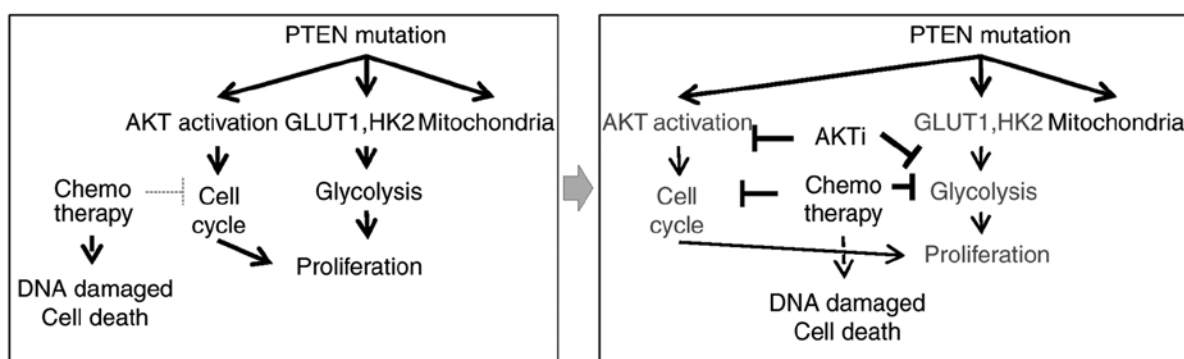 PTEN mutation
AKT activation GLUT1,HK2 Mitochondria
Chemo
therapy
Cell
cycle
Glycolysis
Proliferation
DNA damaged
Cell death
PTEN mutation
AKT activation
AKTi
GLUT1,HK2 Mitochondria
Chemo
therapy
Cell
cycle
Glycolysis
Proliferation
DNA damaged
Cell death